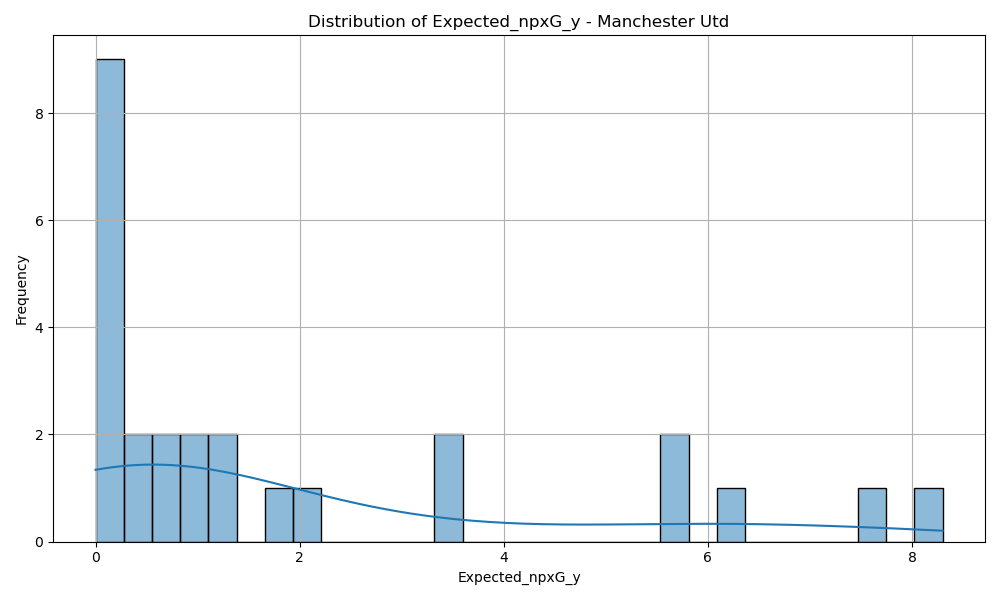 Distribution of Expected_npxG_y - Manchester Utd
8
6
4
2
0
Frequency
0 2 4 6 8
Expected_npxG_y